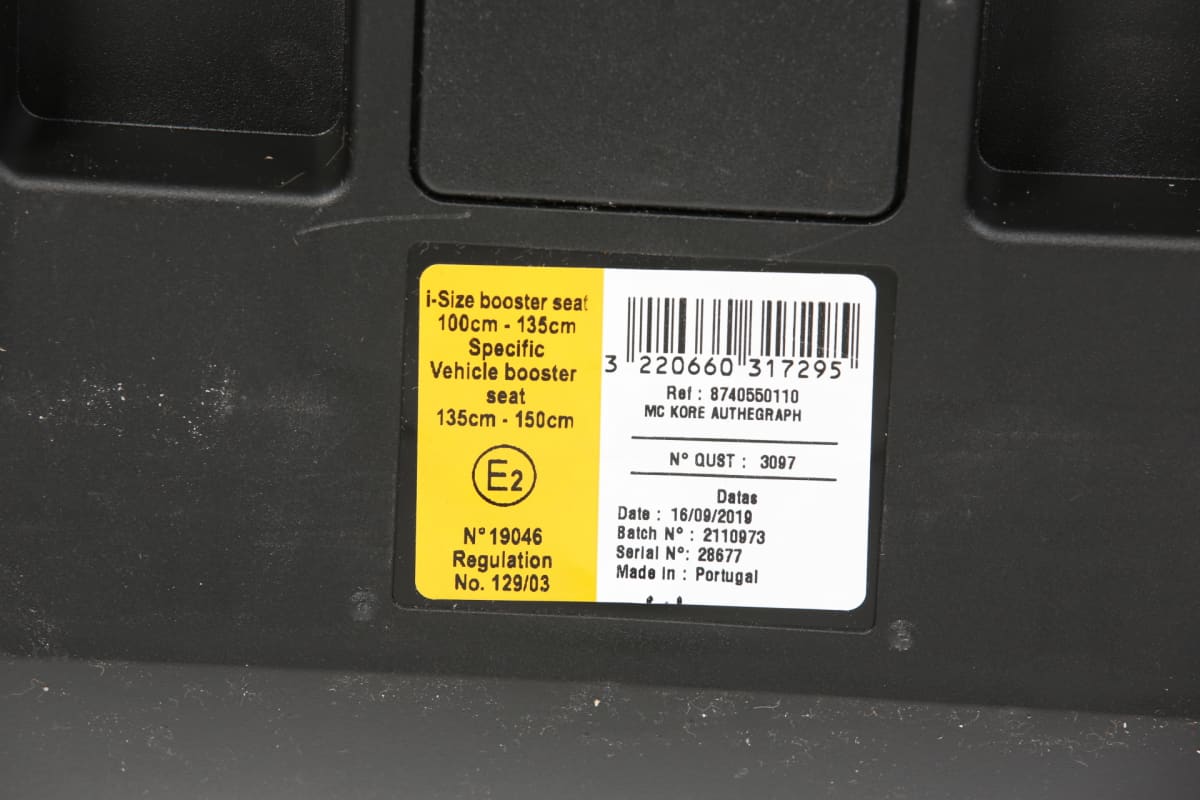 i-Size booster seat
100cm - 135cm
Specific
Vehicle booster
seat
135cm - 150cm
E2
N° 19046
Regulation
No. 129/03
3 220660 317295
Ref : 8740550110
MC KORE AUTHEGRAPH
N° QUST : 3097
Datas
Date : 16/09/2019
Batch N° : 2110973
Serial N°: 28677
Made in : Portugal